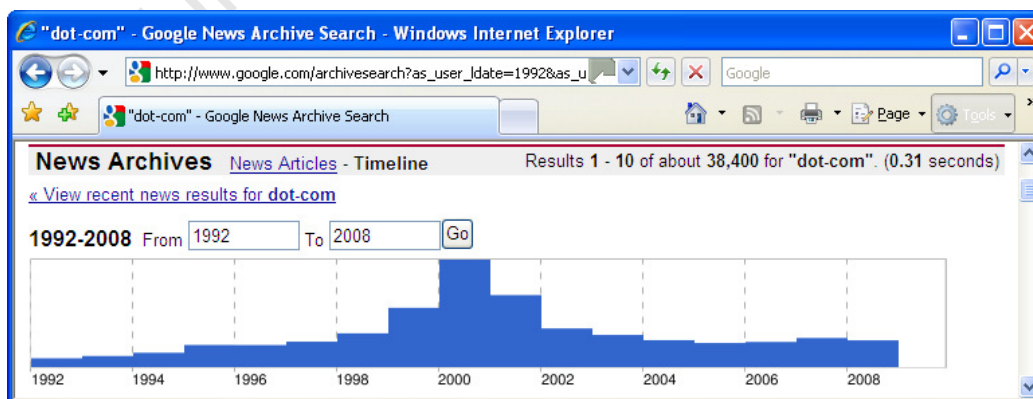 "dot-com" - Google News Archive Search - Windows Internet Explorer
http://www.google.com/archivesearch?as_user_ldate=1992&as_u
Google
"dot-com" - Google News Archive Search
Page
Tools
News Archives News Articles - Timeline Results 1 - 10 of about 38,400 for "dot-com". (0.31 seconds)
« View recent news results for dot-com
1992-2008 From 1992 To 2008 Go
1992 1994 1996 1998 2000 2002 2004 2006 2008